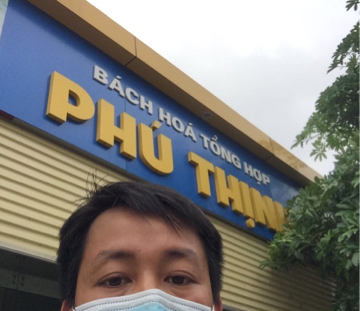 BÁCH HOÁ TỔNG HỢP
PHÚ THỊNH